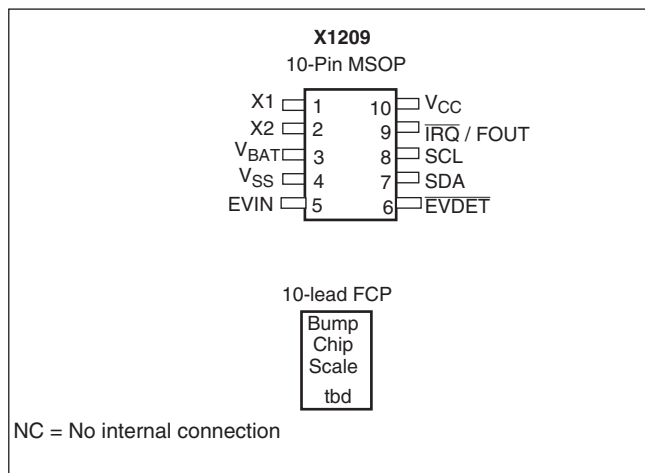 X1209
10-Pin MSOP
X1 1 10 VCC
X2 2 9 IRQ / FOUT
VBAT 3 8 SCL
VSS 4 7 SDA
EVIN 5 6 EVDET
10-lead FCP
Bump
Chip
Scale
tbd
NC = No internal connection